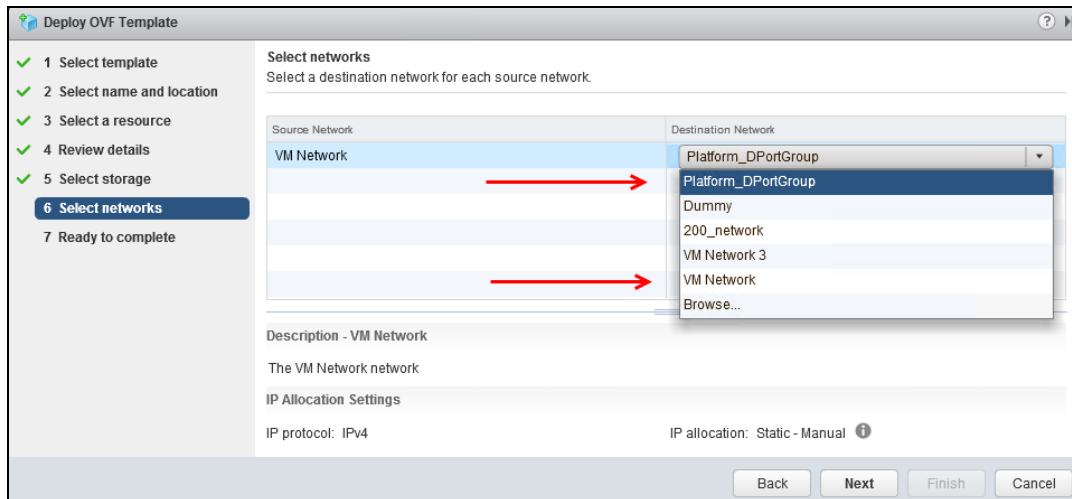 Deploy OVF Template
?
1 Select template
2 Select name and location
3 Select a resource
4 Review details
5 Select storage
6 Select networks
7 Ready to complete
Select networks
Select a destination network for each source network.
Source Network Destination Network
VM Network Platform_DPortGroup
Platform_DPortGroup
Dummy
200_network
VM Network 3
VM Network
Browse...
Description - VM Network
The VM Network network
IP Allocation Settings
IP protocol: IPv4 IP allocation: Static - Manual i
Back Next Finish Cancel